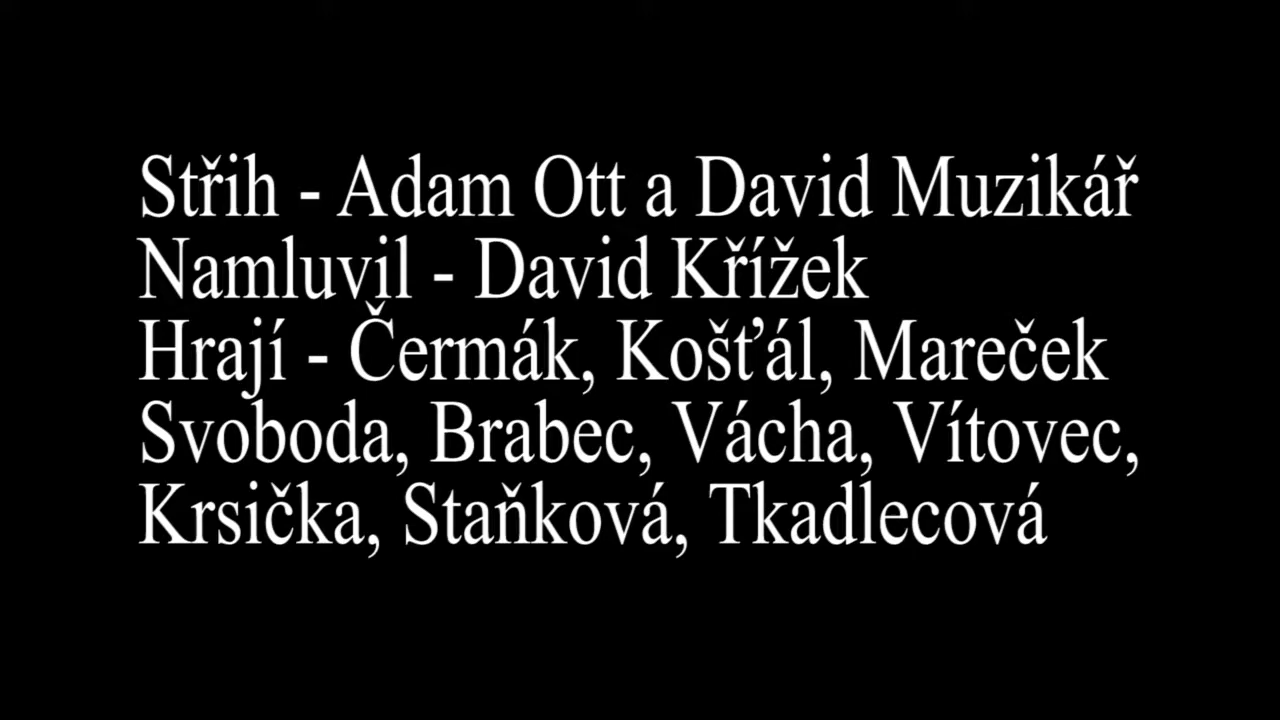 Střih - Adam Ott a David Muzikář
Namluvil - David Křížek
Hrají - Čermák, Košťál, Mareček
Svoboda, Brabec, Vácha, Vítovec,
Krsička, Staňková, Tkadlecová